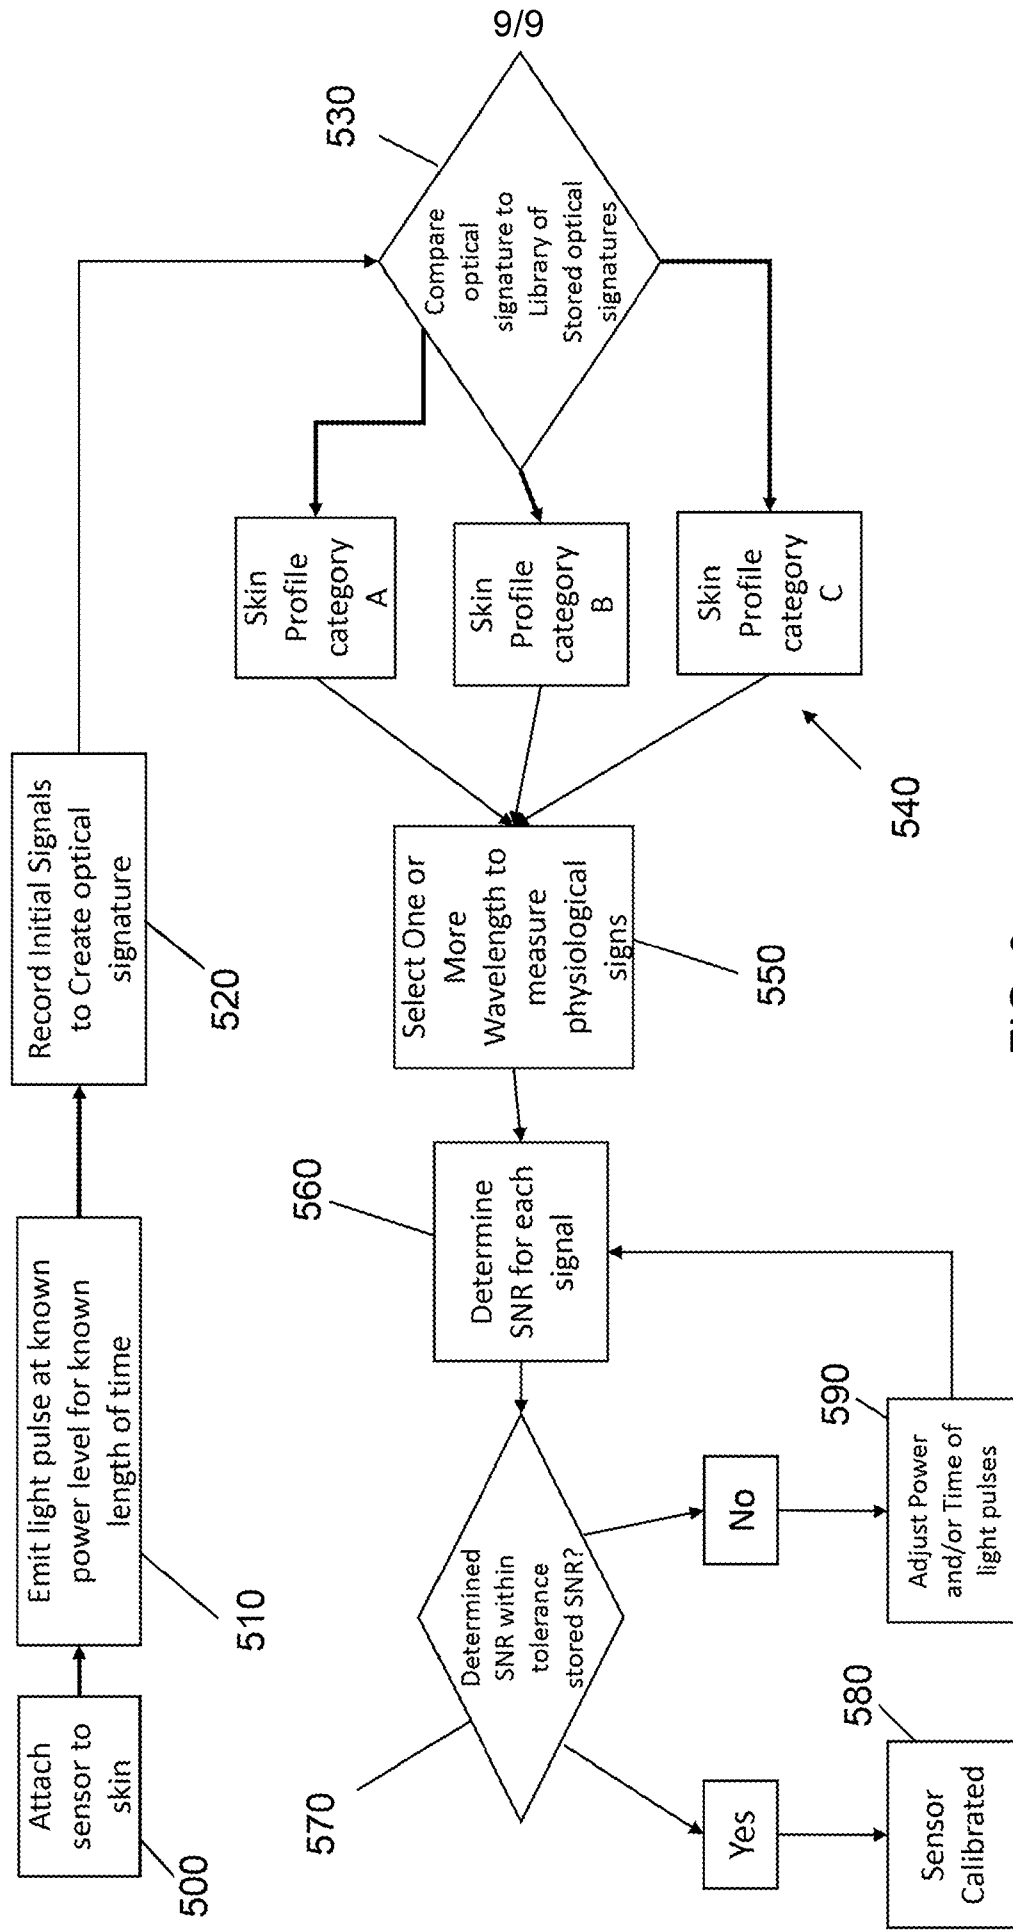 9/9
Attach
sensor to
skin
500
Emit light pulse at known
power level for known
length of time
510
Record Initial Signals
to Create optical
signature
520
Compare
optical
signature to
Library of
Stored optical
signatures
530
Skin
Profile
category
A
Skin
Profile
category
B
Skin
Profile
category
C
540
Select One or
More
Wavelength to
measure
physiological
signs
550
Determine
SNR for each
signal
560
Determined
SNR within
tolerance
stored SNR?
570
Yes
No
Sensor
Calibrated
580
Adjust Power
and/or Time of
light pulses
590